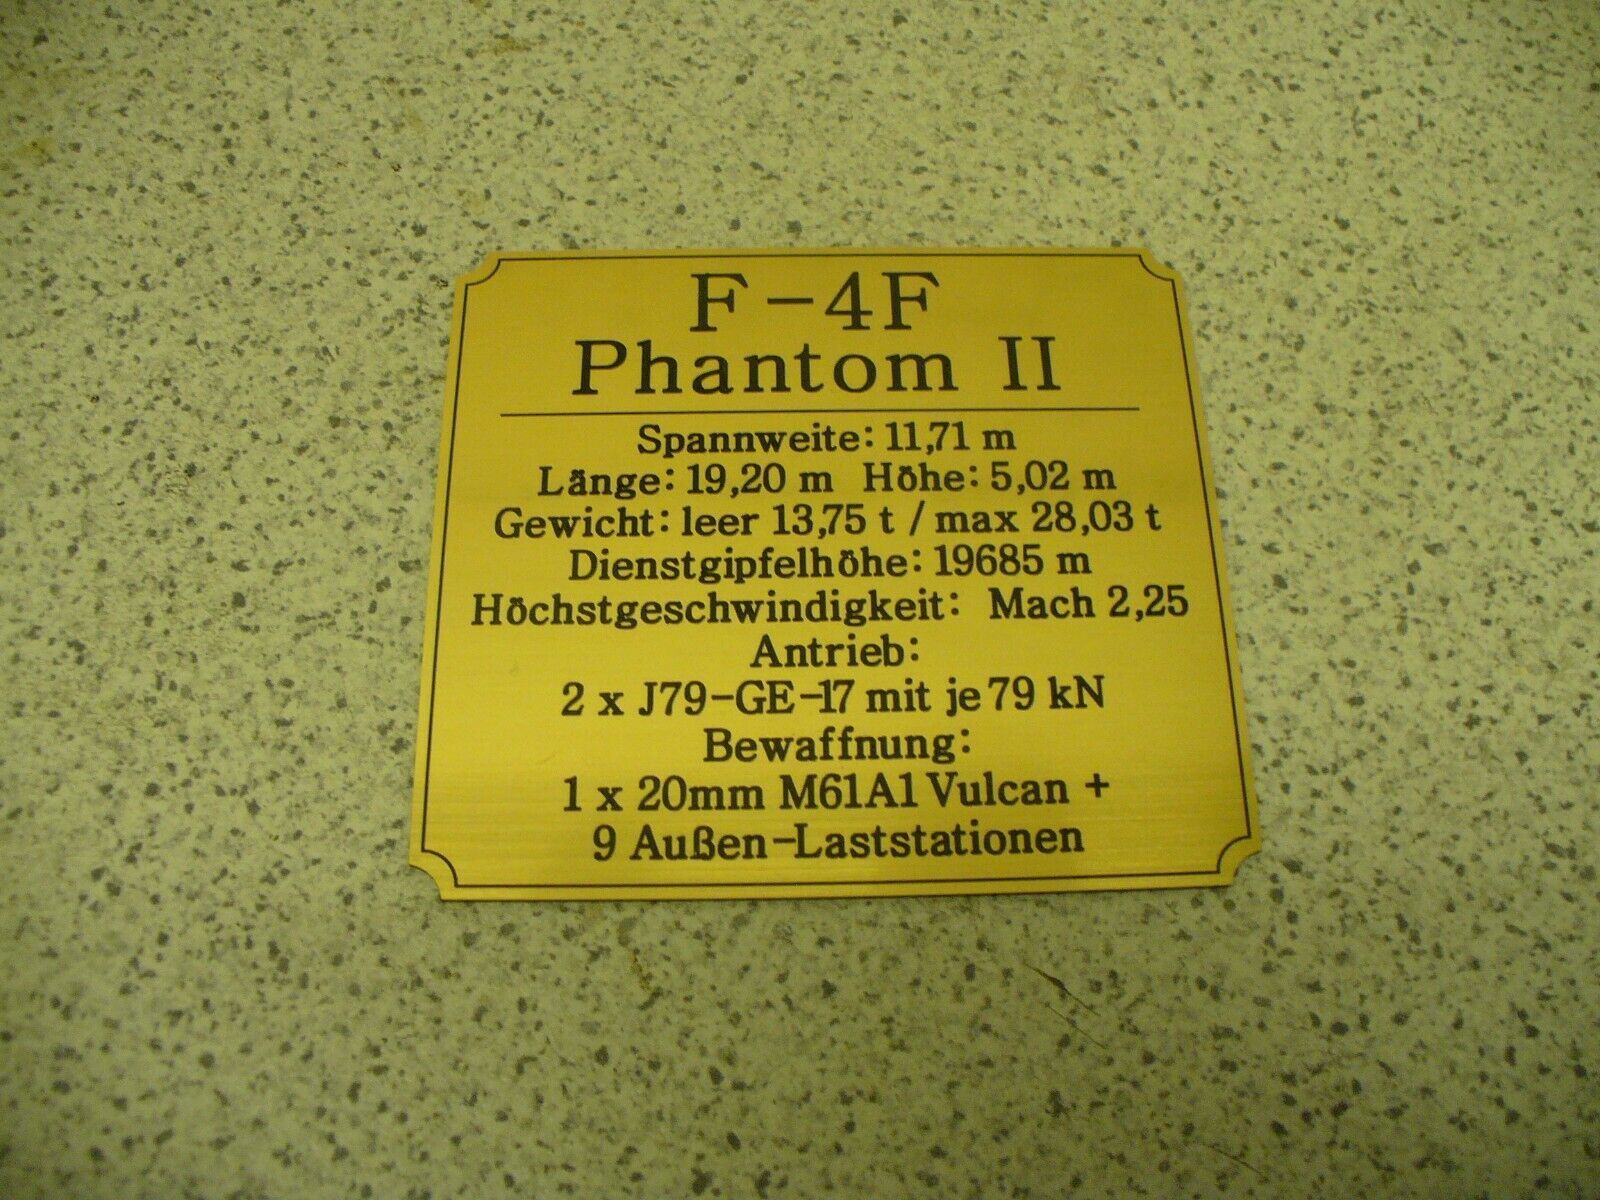 F-4F
Phantom II
Spannweite: 11,71 m
Länge: 19,20 m Höhe: 5,02 m
Gewicht: leer 13,75 t / max 28,03 t
Dienstgipfelhöhe: 19685 m
Höchstgeschwindigkeit: Mach 2,25
Antrieb:
2 x J79-GE-17 mit je 79 kN
Bewaffnung:
1 x 20mm M61A1 Vulcan +
9 Außen-Laststationen